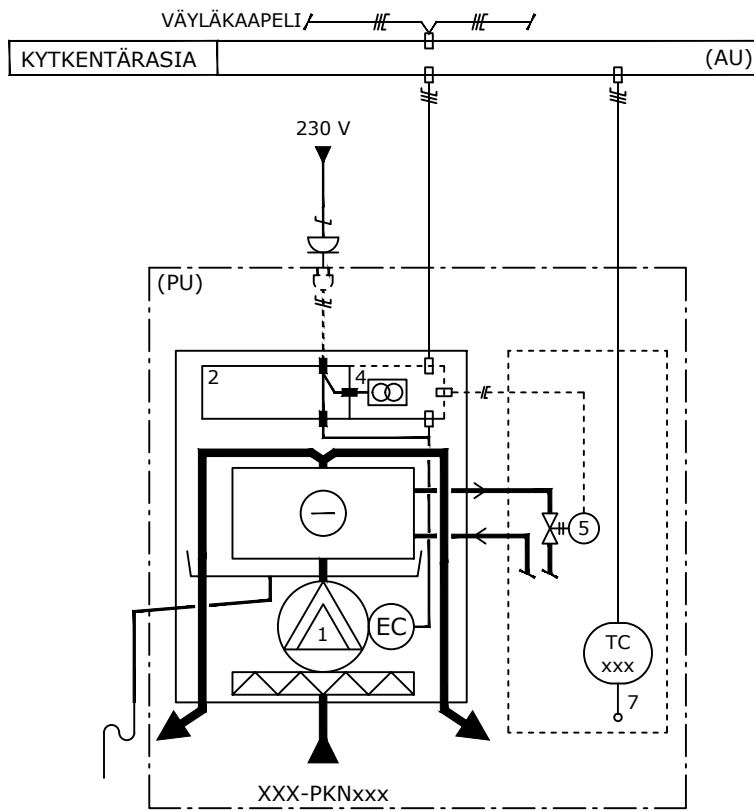 VÄYLÄKAAPELI
KYTKENTÄRASIA
(AU)
230 V
(PU)
2
4
5
EC
1
TC
xxx
7
XXX-PKNxxx